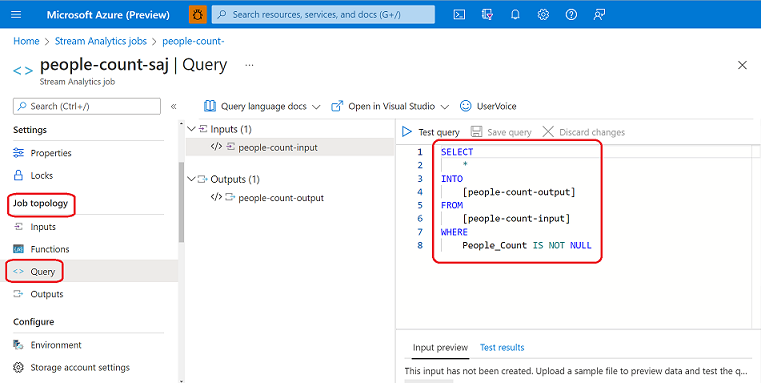 Microsoft Azure (Preview)
Search resources, services, and docs (G+/)
Home > Stream Analytics jobs > people-count-
people-count-saj | Query ...
Stream Analytics job
Search (Ctrl+/)
Settings
Properties
Locks
Job topology
Inputs
Functions
Query
Outputs
Configure
Environment
Storage account settings
Query language docs
Open in Visual Studio
UserVoice
Inputs (1)
people-count-input
Outputs (1)
people-count-output
Test query
Save query
Discard changes
1 SELECT
2 *
3 INTO
4 [people-count-output]
5 FROM
6 [people-count-input]
7 WHERE
8 People_Count IS NOT NULL
Input preview
Test results
This input has not been created. Upload a sample file to preview data and test the q...